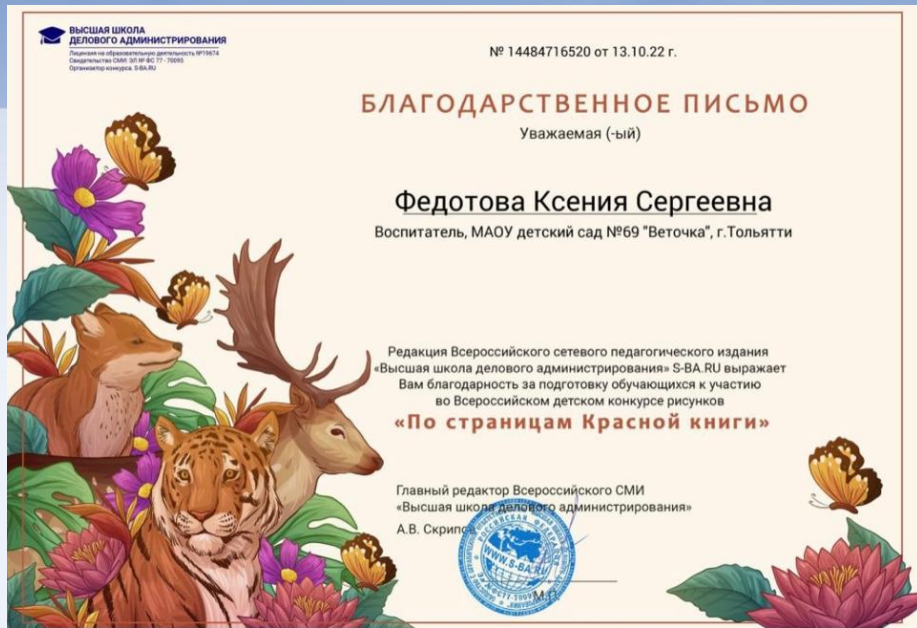 ВЫСШАЯ ШКОЛА
ДЕЛОВОГО АДМИНИСТРИРОВАНИЯ
Лицензия на образовательную деятельность №19674
Свидетельство СМИ: ЭЛ № ФС 77 - 70095
Организатор конкурса: S-BA.RU
№ 14484716520 от 13.10.22 г.
БЛАГОДАРСТВЕННОЕ ПИСЬМО
Уважаемая (-ый)
Федотова Ксения Сергеевна
Воспитатель, МАОУ детский сад №69 "Веточка", г.Тольятти
Редакция Всероссийского сетевого педагогического издания
«Высшая школа делового администрирования» S-BA.RU выражает
Вам благодарность за подготовку обучающихся к участию
во Всероссийском детском конкурсе рисунков
«По страницам Красной книги»
Главный редактор Всероссийского СМИ
«Высшая школа делового администрирования»
А.В.
РОССИЙСКАЯ ФЕДЕРАЦИЯ
WWW.S-BA.RU
М.П.